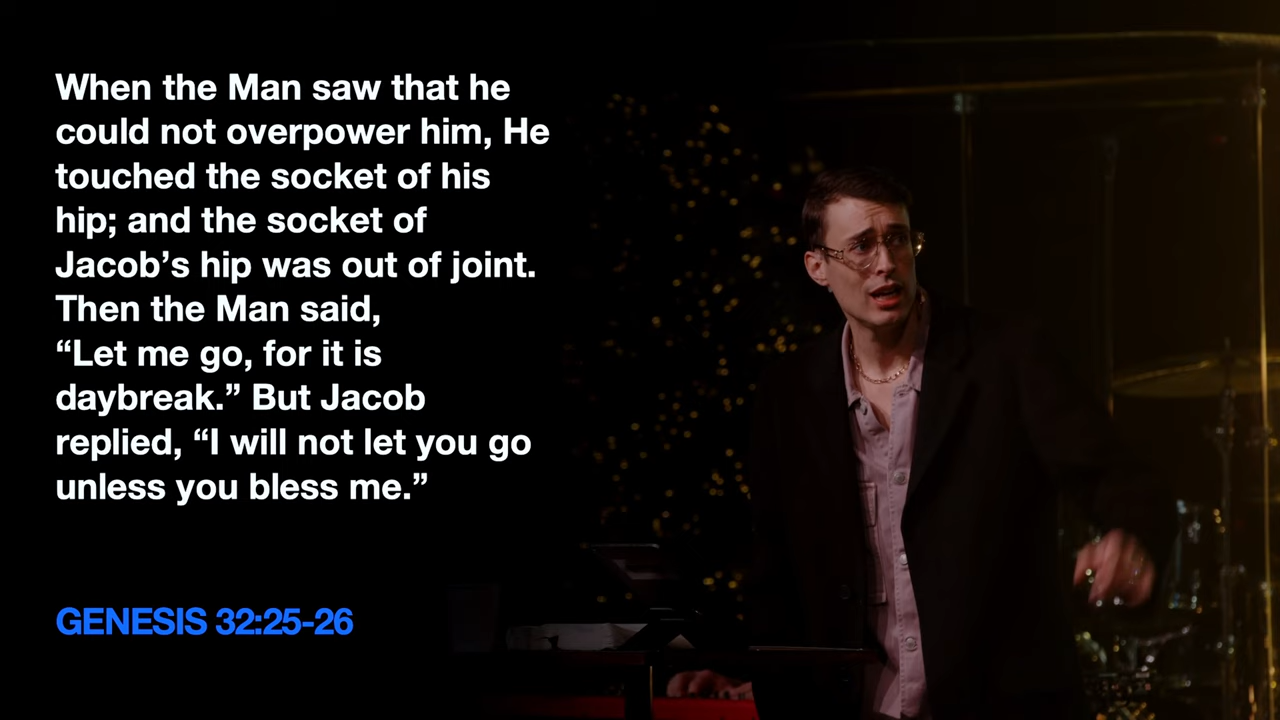 When the Man saw that he
could not overpower him, He
touched the socket of his
hip; and the socket of
Jacob’s hip was out of joint.
Then the Man said,
“Let me go, for it is
daybreak.” But Jacob
replied, “I will not let you go
unless you bless me.”
GENESIS 32:25-26